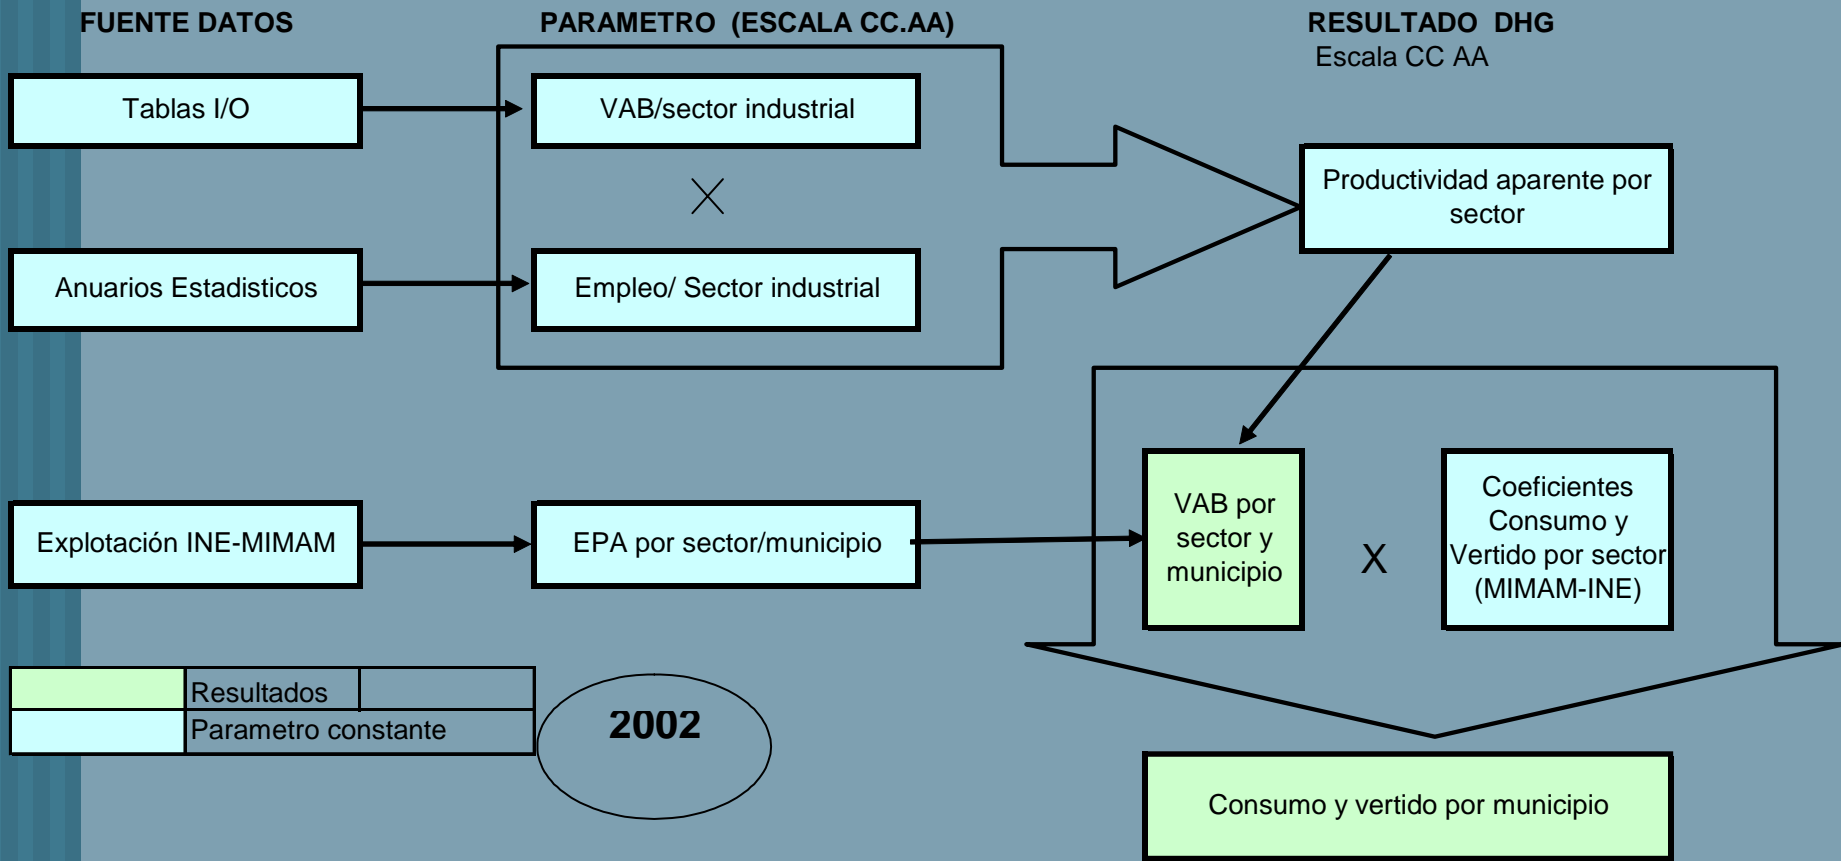 FUENTE DATOS
PARAMETRO (ESCALA CC.AA)
RESULTADO DHG
Escala CC AA
Tablas I/O
VAB/sector industrial
Productividad aparente por
sector
Anuarios Estadisticos
Empleo/ Sector industrial
Explotación INE-MIMAM
EPA por sector/municipio
VAB por
sector y
municipio
X
Coeficientes
Consumo y
Vertido por sector
(MIMAM-INE)
Resultados
Parametro constante
2002
Consumo y vertido por municipio